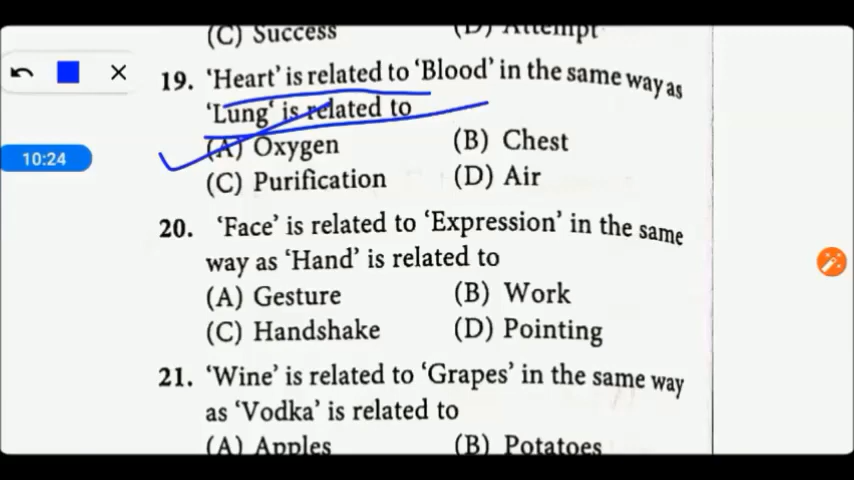 (C) Success (D) Attempt
19. 'Heart' is related to 'Blood' in the same way as
'Lung' is related to
10:24
(A) Oxygen (B) Chest
(C) Purification (D) Air
20. 'Face' is related to 'Expression' in the same
way as 'Hand' is related to
(A) Gesture (B) Work
(C) Handshake (D) Pointing
21. 'Wine' is related to 'Grapes' in the same way
as 'Vodka' is related to
(A) Apples (B) Potatoes